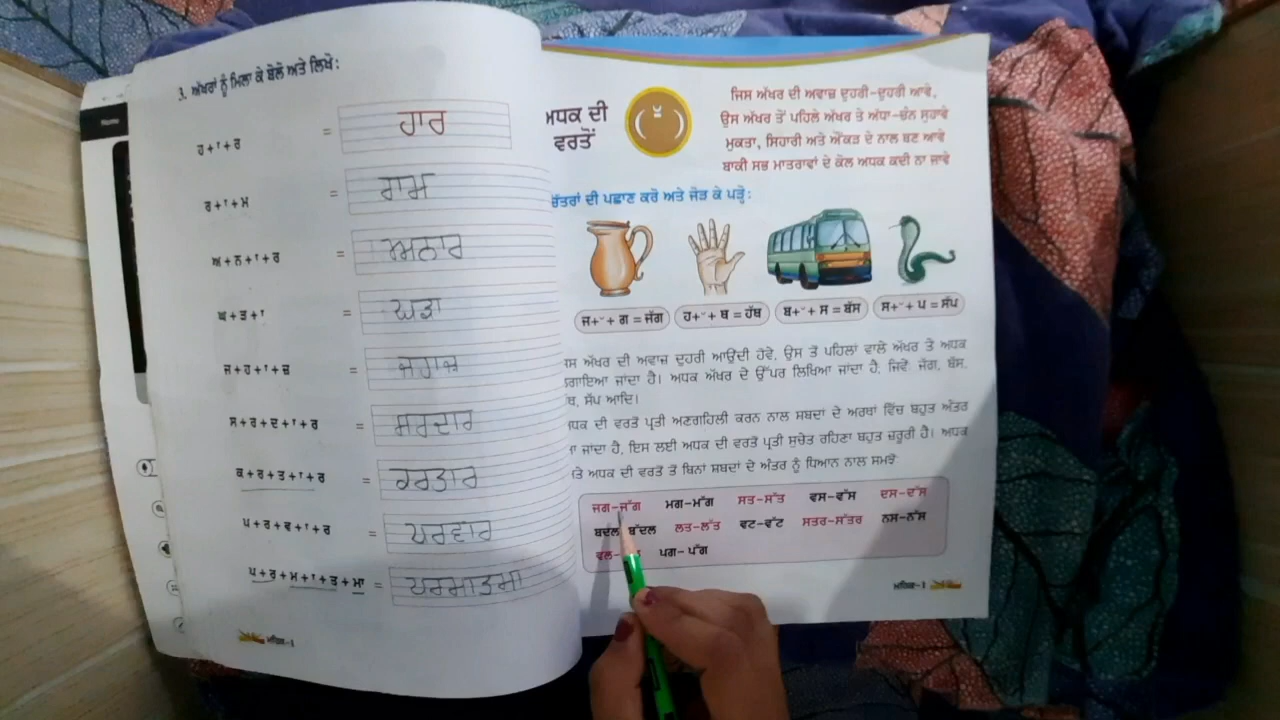 3. ਅੱਖਰਾਂ ਨੂੰ ਮਿਲਾ ਕੇ ਬੋਲੋ ਅਤੇ ਲਿਖੋ:
ਹ+ਾ+ਰ = ਹਾਰ
ਰ+ਾ+ਮ = ਰਾਮ
ਅ+ਨ+ਾ+ਰ = ਅਨਾਰ
ਘ+ੜ+ਾ = ਘੜਾ
ਜ+ਹ+ਾ+ਜ਼ = ਜਹਾਜ਼
ਸ+ਰ+ਦ+ਾ+ਰ = ਸਰਦਾਰ
ਕ+ਰ+ਤ+ਾ+ਰ = ਕਰਤਾਰ
ਪ+ਰ+ਵ+ਾ+ਰ = ਪਰਵਾਰ
ਪ+ਰ+ਮ+ਾ+ਤ+ਮਾ = ਪਰਮਾਤਮਾ
ਅਧਕ ਦੀ
ਵਰਤੋਂ
ਜਿਸ ਅੱਖਰ ਦੀ ਅਵਾਜ਼ ਦੁਹਰੀ-ਦੁਹਰੀ ਆਵੇ,
ਉਸ ਅੱਖਰ ਤੋਂ ਪਹਿਲੇ ਅੱਖਰ ਤੇ ਅੱਧਾ-ਚੰਨ ਸੁਹਾਵੇ
ਮੁਕਤਾ, ਸਿਹਾਰੀ ਅਤੇ ਔਂਕੜ ਦੇ ਨਾਲ ਬਣ ਆਵੇ
ਬਾਕੀ ਸਭ ਮਾਤਰਾਵਾਂ ਦੇ ਕੋਲ ਅਧਕ ਕਦੀ ਨਾ ਜਾਵੇ
ਦੀ ਪਛਾਣ ਕਰੋ ਅਤੇ ਜੋੜ ਕੇ ਪੜ੍ਹੋ:
ਜ+ੱ+ਗ = ਜੱਗ ਹ+ੱ+ਥ = ਹੱਥ ਬ+ੱ+ਸ = ਬੱਸ ਸ+ੱ+ਪ = ਸੱਪ
ਅੱਖਰ ਦੀ ਅਵਾਜ਼ ਦੁਹਰੀ ਆਉਂਦੀ ਹੋਵੇ, ਉਸ ਤੋਂ ਪਹਿਲਾਂ ਵਾਲੇ ਅੱਖਰ ਤੇ ਅਧਕ
ਜਾਂਦਾ ਹੈ। ਅਧਕ ਅੱਖਰ ਦੇ ਉੱਪਰ ਲਿਖਿਆ ਜਾਂਦਾ ਹੈ, ਜਿਵੇਂ ਜੱਗ, ਬੱਸ,
ਸੱਪ ਆਦਿ।
ਦੀ ਵਰਤੋਂ ਪ੍ਰਤੀ ਅਣਗਹਿਲੀ ਕਰਨ ਨਾਲ ਸ਼ਬਦਾਂ ਦੇ ਅਰਥਾਂ ਵਿੱਚ ਬਹੁਤ ਅੰਤਰ
ਜਾਂਦਾ ਹੈ, ਇਸ ਲਈ ਅਧਕ ਦੀ ਵਰਤੋਂ ਪ੍ਰਤੀ ਸੁਚੇਤ ਰਹਿਣਾ ਬਹੁਤ ਜ਼ਰੂਰੀ ਹੈ। ਅਧਕ
ਅਧਕ ਦੀ ਵਰਤੋਂ ਤੋਂ ਬਿਨਾਂ ਸ਼ਬਦਾਂ ਦੇ ਅੰਤਰ ਨੂੰ ਧਿਆਨ ਨਾਲ ਸਮਝੋ
ਜਗ-ਜੱਗ ਮਗ-ਮੱਗ ਸਤ-ਸੱਤ ਵਸ-ਵੱਸ ਦਸ-ਦੱਸ
ਬਦਲ ਬੱਦਲ ਲਤ-ਲੱਤ ਵਟ-ਵੱਟ ਸਤਰ-ਸੱਤਰ ਨਸ-ਨੱਸ
ਵਲ- ਪਗ-ਪੱਗ